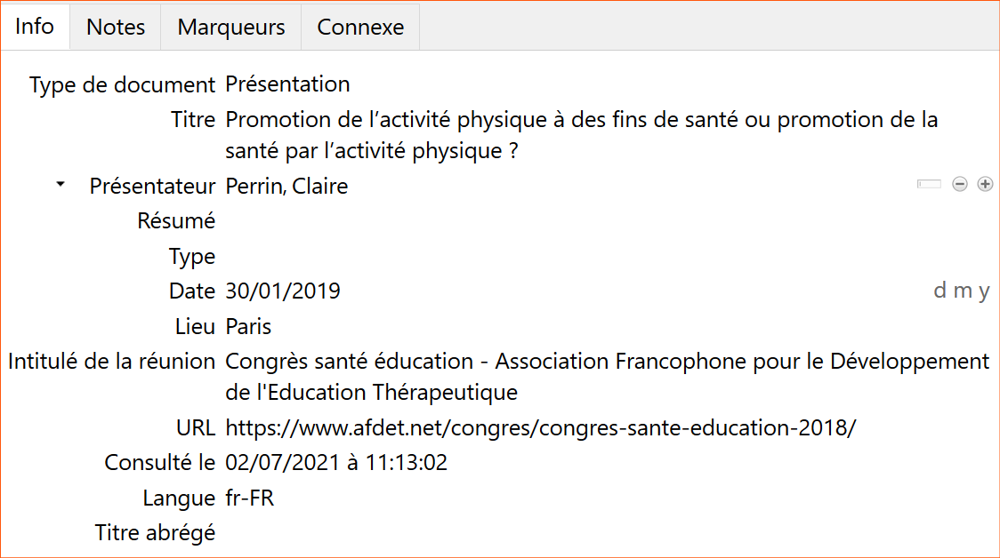 Info Notes Marqueurs Connexe
Type de document Présentation
Titre Promotion de l’activité physique à des fins de santé ou promotion de la
santé par l’activité physique ?
Présentateur Perrin, Claire
Résumé
Type
Date 30/01/2019 d m y
Lieu Paris
Intitulé de la réunion Congrès santé éducation - Association Francophone pour le Développement
de l'Education Thérapeutique
URL https://www.afdet.net/congres/congres-sante-education-2018/
Consulté le 02/07/2021 à 11:13:02
Langue fr-FR
Titre abrégé